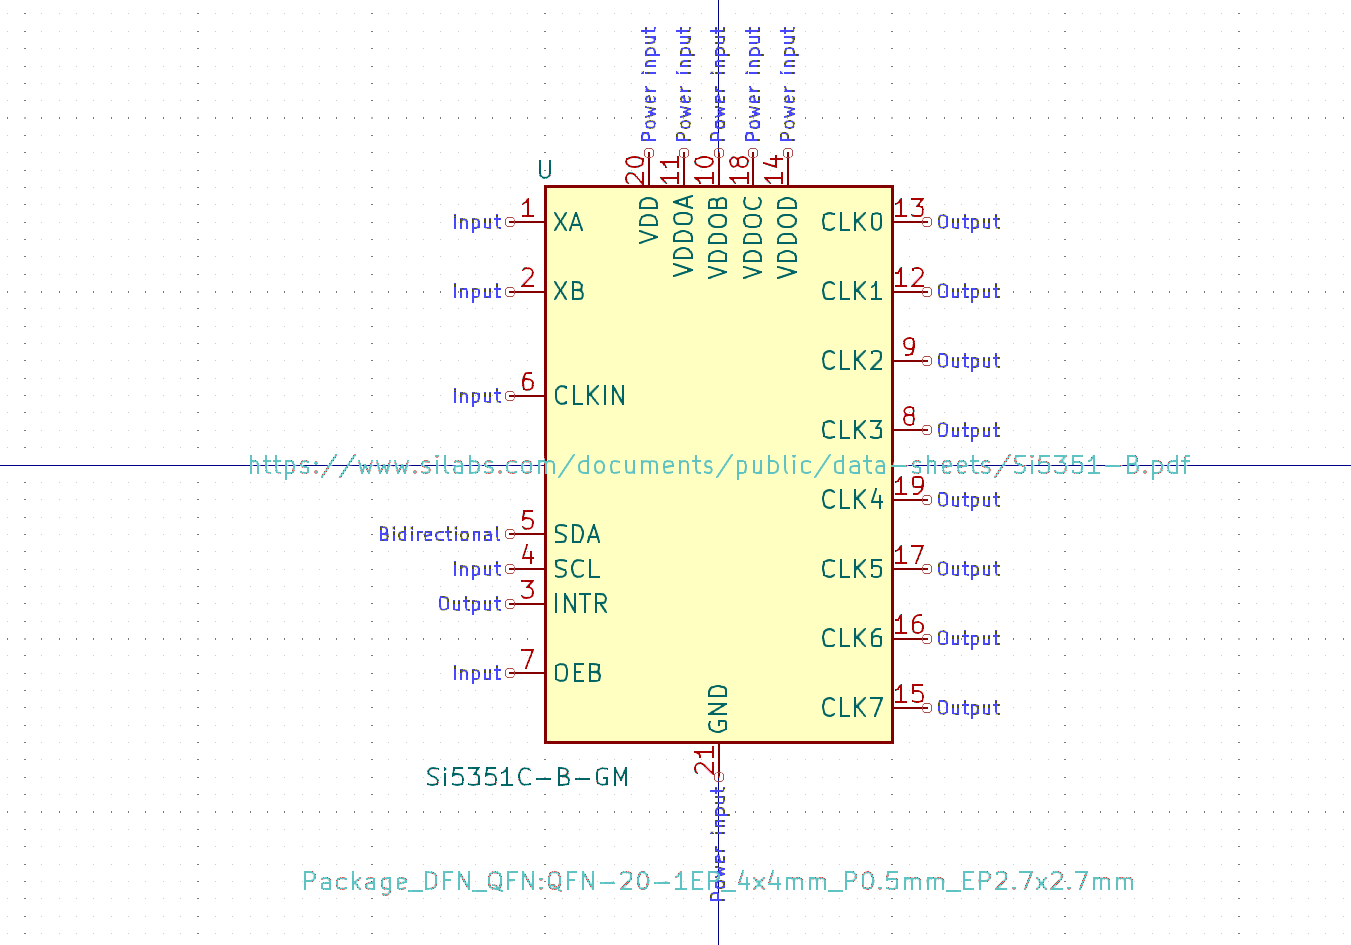 Power input Power input Power input Power input Power input
20 11 10 18 14
U
VDD VDDOA VDDOB VDDOC VDDOD
Input 1 XA CLK0 13 Output
Input 2 XB CLK1 12 Output
CLK2 9 Output
Input 6 CLKIN
CLK3 8 Output
https://www.silabs.com/documents/public/data-sheets/Si5351-B.pdf
CLK4 19 Output
Bidirectional 5 SDA
Input 4 SCL CLK5 17 Output
Output 3 INTR
CLK6 16 Output
Input 7 OEB
CLK7 15 Output
GND
21
Si5351C-B-GM
Power input
Package_DFN_QFN:QFN-20-1EP_4x4mm_P0.5mm_EP2.7x2.7mm